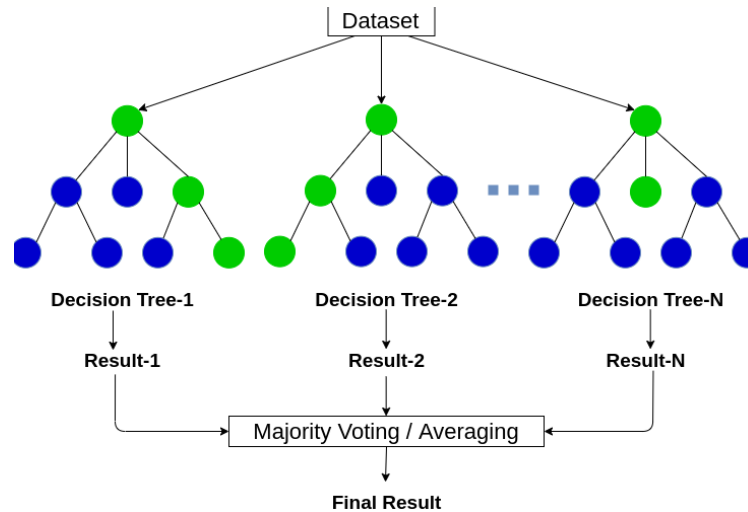 Dataset
Decision Tree-1
Decision Tree-2
Decision Tree-N
Result-1
Result-2
Result-N
Majority Voting / Averaging
Final Result